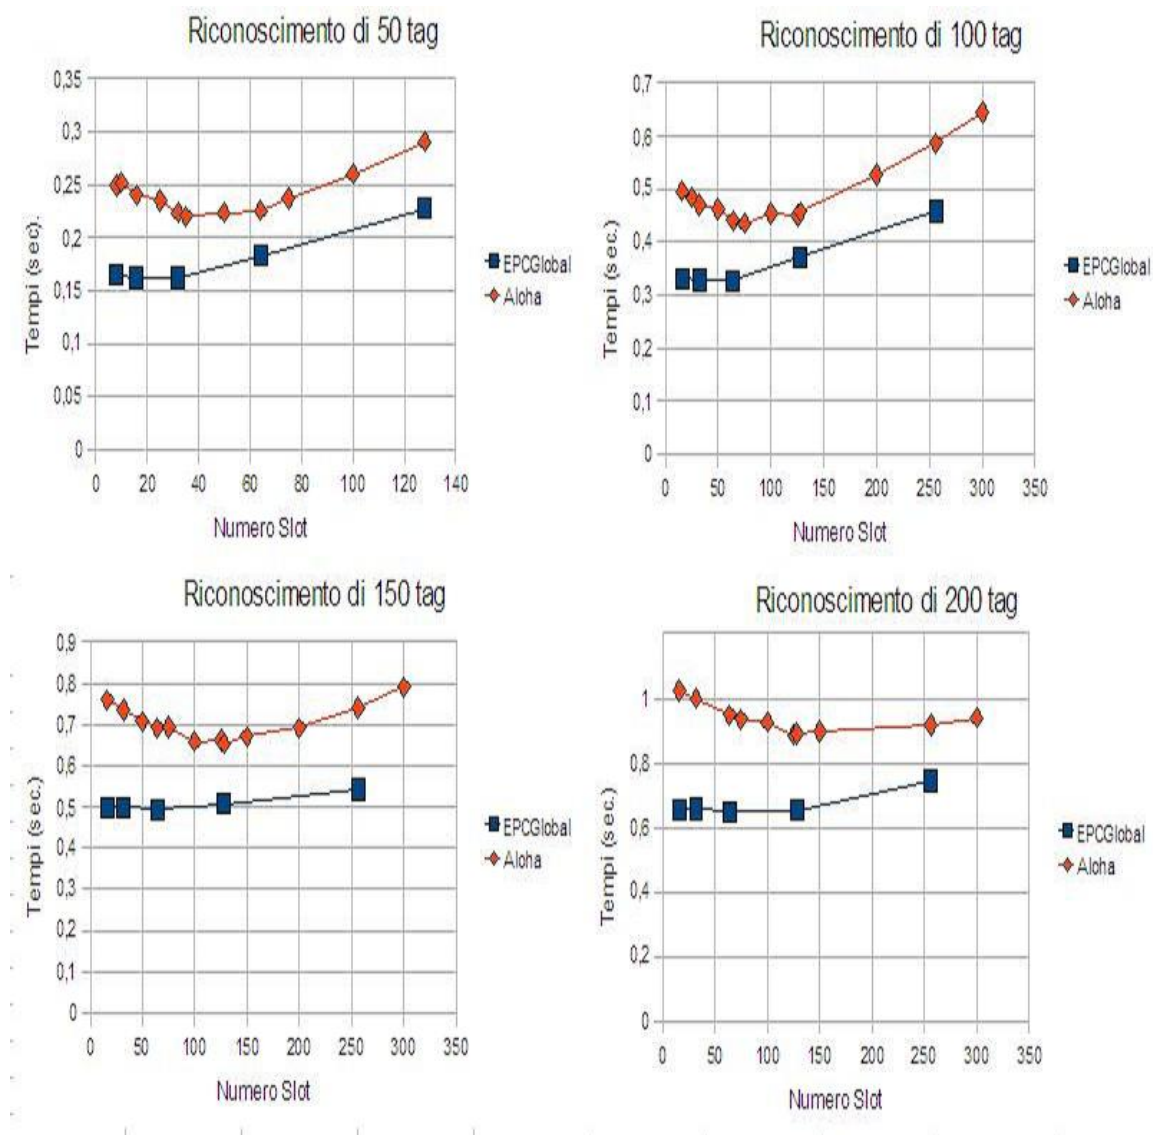 Riconoscimento di 50 tag
0,35
0,3
0,25
0,2
0,15
0,1
0,05
0
Tempi (sec).
0 20 40 60 80 100 120 140
Numero Slot
EPCGlobal
Aloha
Riconoscimento di 100 tag
0,7
0,6
0,5
0,4
0,3
0,2
0,1
0
Tempi (sec.)
0 50 100 150 200 250 300 350
Numero Slot
EPCGlobal
Aloha
Riconoscimento di 150 tag
0,9
0,8
0,7
0,6
0,5
0,4
0,3
0,2
0,1
0
Tempi (sec.)
0 50 100 150 200 250 300 350
Numero Slot
EPCGlobal
Aloha
Riconoscimento di 200 tag
1
0,8
0,6
0,4
0,2
0
Tempi (sec.)
0 50 100 150 200 250 300 350
Numero Slot
EPCGlobal
Aloha